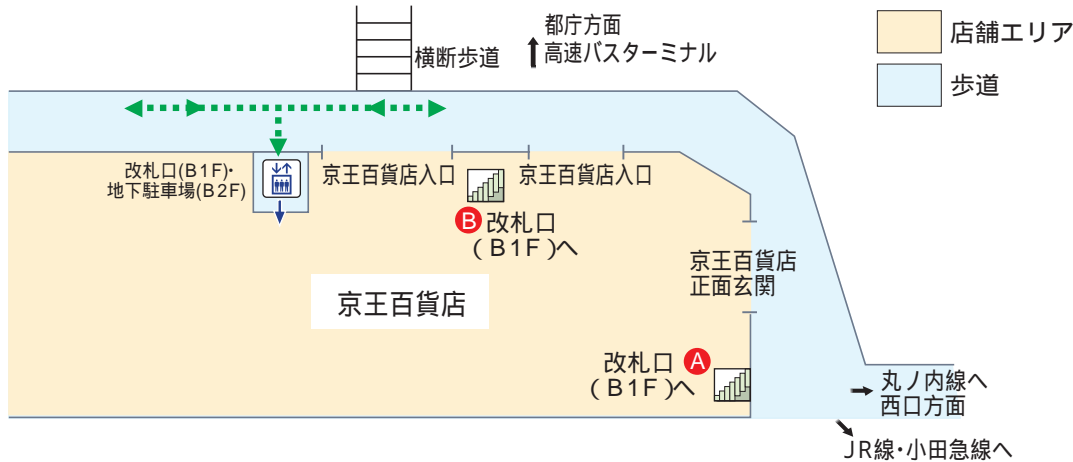 都庁方面
高速バスターミナル
横断歩道
店舗エリア
歩道
改札口(B1F)・
地下駐車場(B2F)
京王百貨店入口
京王百貨店入口
B 改札口
(B1F)へ
京王百貨店
正面玄関
京王百貨店
改札口 A
(B1F)へ
丸ノ内線へ
西口方面
JR線・小田急線へ